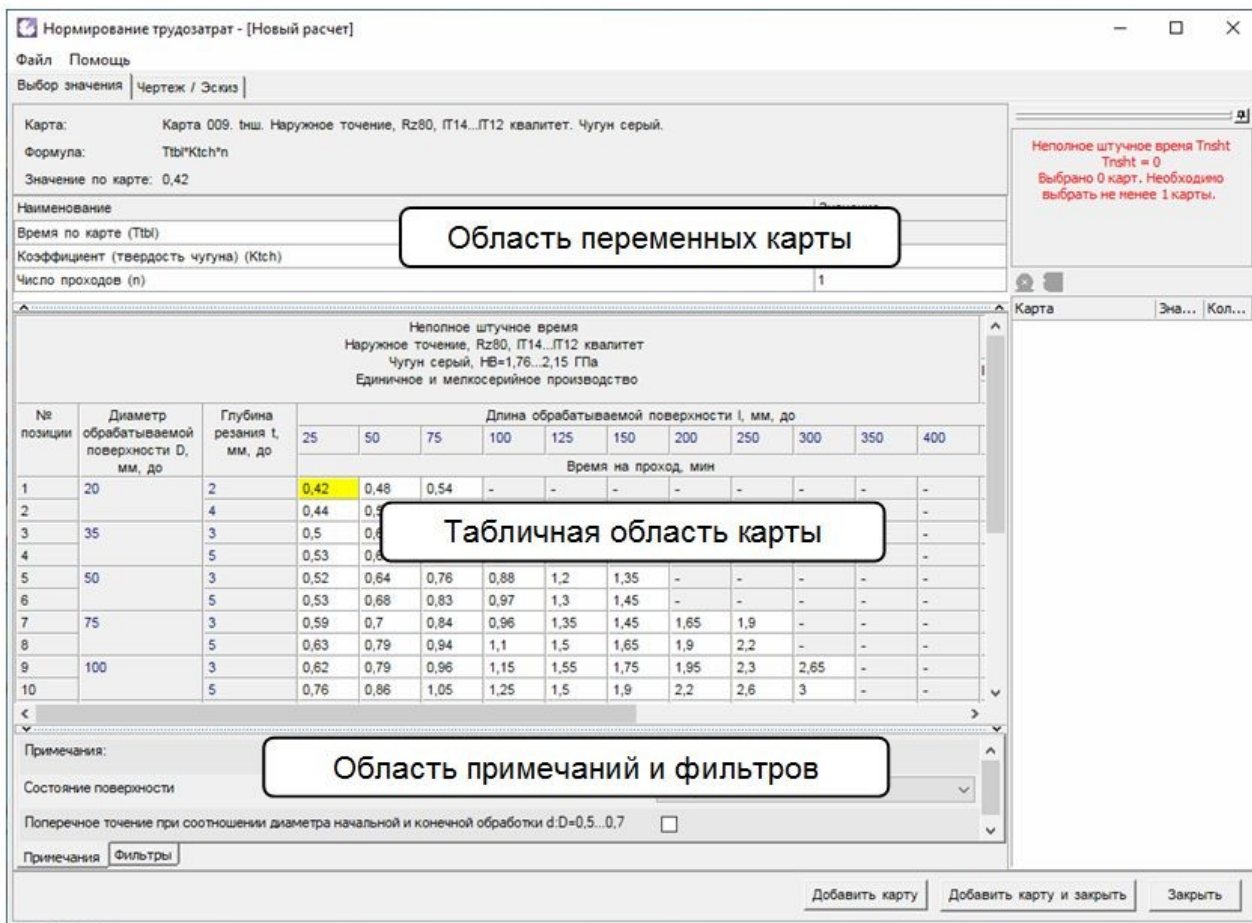 Нормирование трудозатрат - [Новый расчет]
Файл Помощь
Выбор значения Чертеж / Эскиз
Карта: Карта 009. tнш. Наружное точение, Rz80, IT14...IT12 квалитет. Чугун серый.
Формула: Ttbl*Ktch*n
Значение по карте: 0,42
Неполное штучное время Tnsht
Tnsht = 0
Выбрано 0 карт. Необходимо
выбрать не менее 1 карты.
Наименование
Время по карте (Ttbl)
Коэффициент (твердость чугуна) (Ktch)
Число проходов (n) 1
Область переменных карты
Карта Зна... Кол...
Неполное штучное время
Наружное точение, Rz80, IT14...IT12 квалитет
Чугун серый, HB=1,76...2,15 ГПа
Единичное и мелкосерийное производство
№ позиции Диаметр обрабатываемой поверхности D, мм, до Глубина резания t, мм, до Длина обрабатываемой поверхности l, мм, до
25 50 75 100 125 150 200 250 300 350 400
Время на проход, мин
1 20 2 0,42 0,48 0,54 - - - - - - - -
2 4 0,44 -
3 35 3 0,5 -
4 5 0,53 -
Табличная область карты
5 50 3 0,52 0,64 0,76 0,88 1,2 1,35 - - - - -
6 5 0,53 0,68 0,83 0,97 1,3 1,45 - - - - -
7 75 3 0,59 0,7 0,84 0,96 1,35 1,45 1,65 1,9 - - -
8 5 0,63 0,79 0,94 1,1 1,5 1,65 1,9 2,2 - - -
9 100 3 0,62 0,79 0,96 1,15 1,55 1,75 1,95 2,3 2,65 - -
10 5 0,76 0,86 1,05 1,25 1,5 1,9 2,2 2,6 3 - -
Примечания:
Область примечаний и фильтров
Состояние поверхности
Поперечное точение при соотношении диаметра начальной и конечной обработки d:D=0,5...0,7
Примечания Фильтры
Добавить карту Добавить карту и закрыть Закрыть